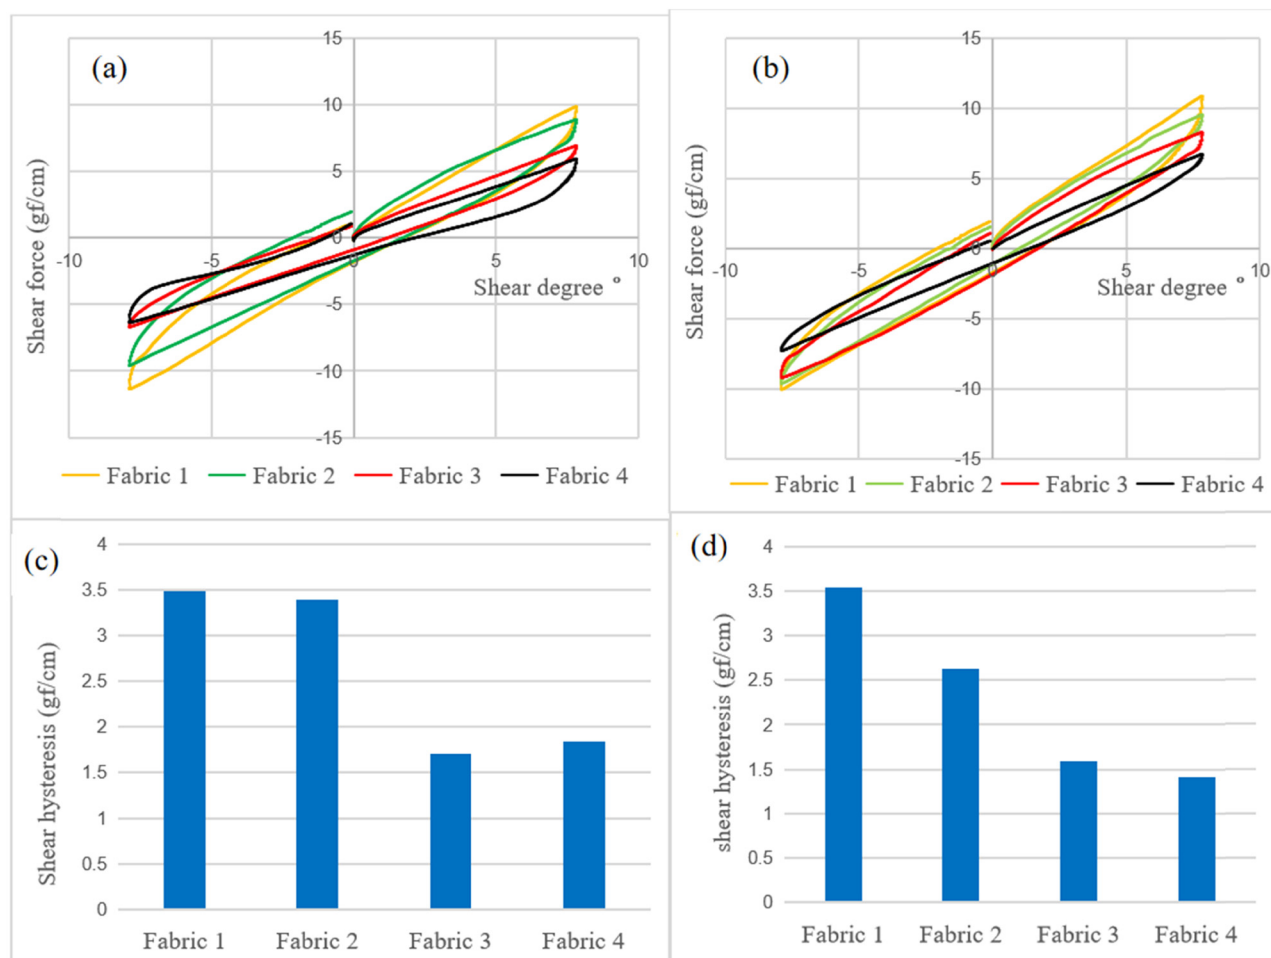 (a)
15
10
5
0
-5
-10
-15
-10
-5
0
5
10
Shear force (gf/cm)
Shear degree °
Fabric 1
Fabric 2
Fabric 3
Fabric 4
(b)
15
10
5
0
-5
-10
-15
-10
-5
0
5
10
Shear force (gf/cm)
Shear degree °
Fabric 1
Fabric 2
Fabric 3
Fabric 4
(c)
4
3.5
3
2.5
2
1.5
1
0.5
0
Shear hysteresis (gf/cm)
Fabric 1
Fabric 2
Fabric 3
Fabric 4
(d)
4
3.5
3
2.5
2
1.5
1
0.5
0
shear hysteresis (gf/cm)
Fabric 1
Fabric 2
Fabric 3
Fabric 4